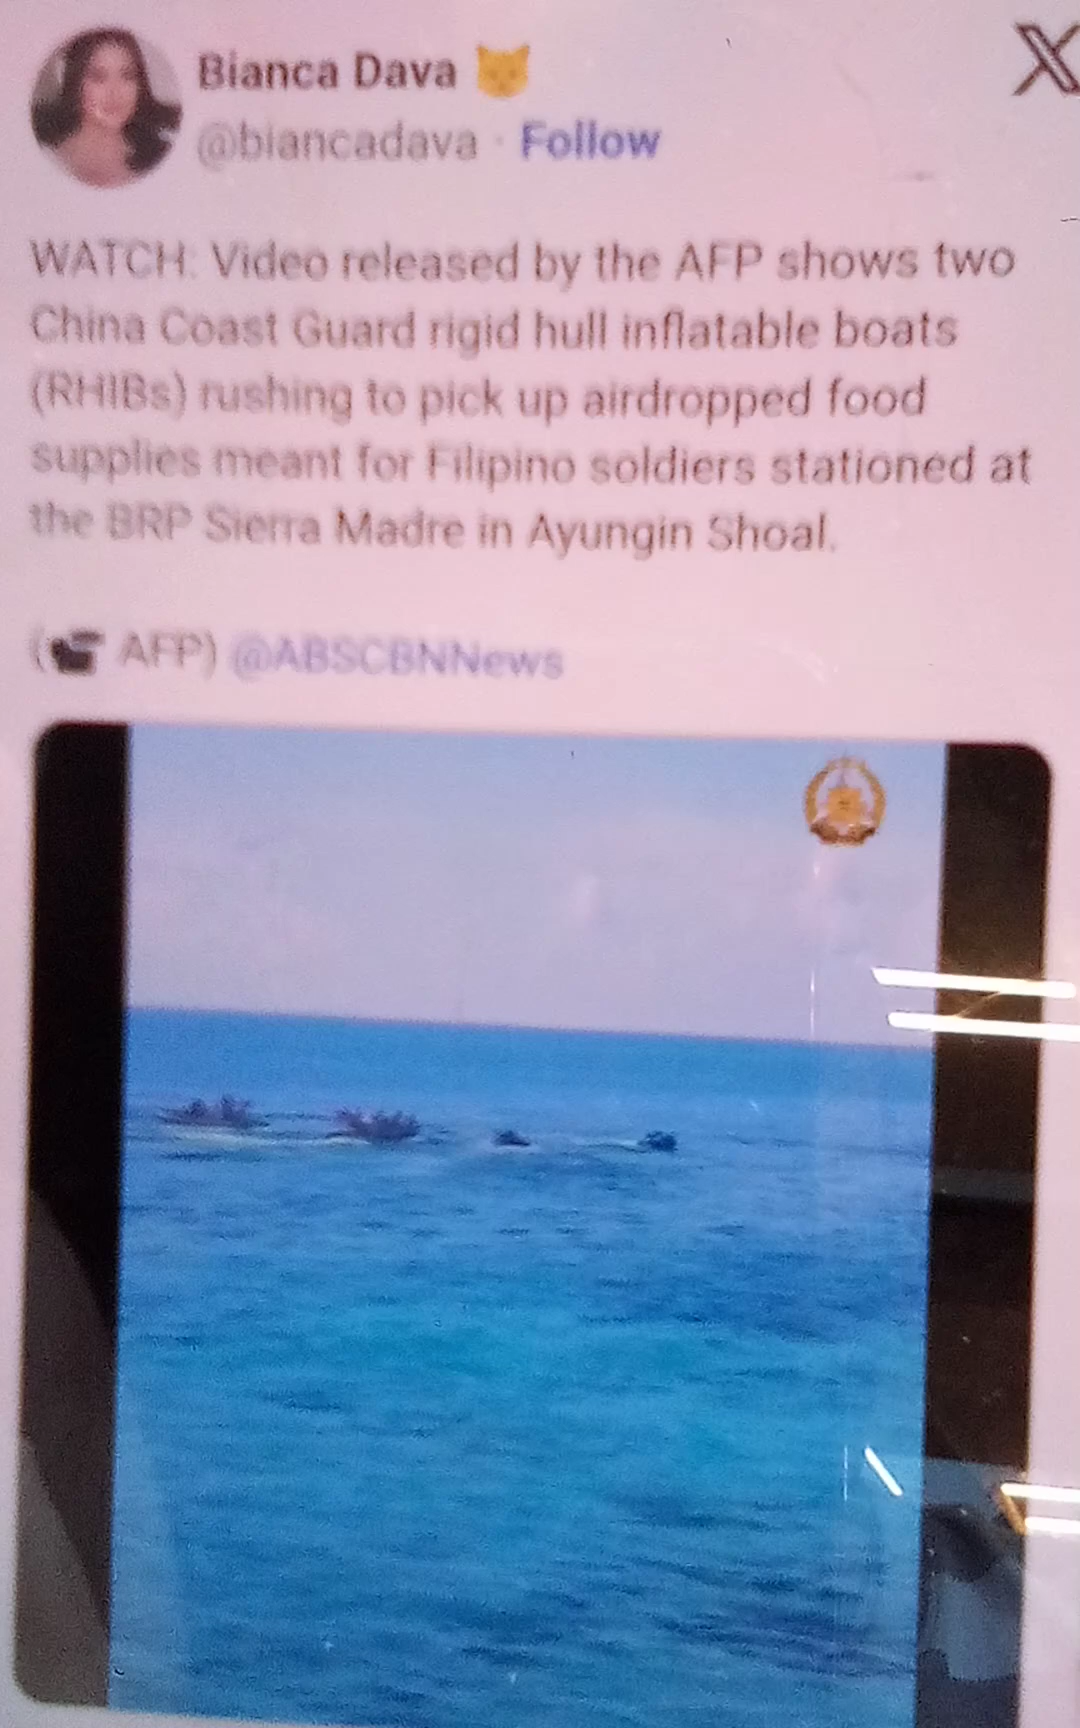 Bianca Dava 🐱
@biancadava · Follow
X
WATCH: Video released by the AFP shows two
China Coast Guard rigid hull inflatable boats
(RHIBs) rushing to pick up airdropped food
supplies meant for Filipino soldiers stationed at
the BRP Sierra Madre in Ayungin Shoal.
(📹 AFP) @ABSCBNNews